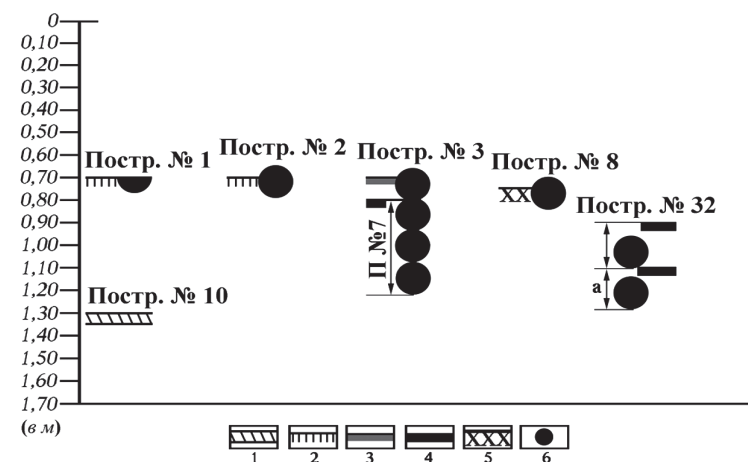 0
0,10
0,20
0,30
0,40
0,50
0,60
0,70
0,80
0,90
1,00
1,10
1,20
1,30
1,40
1,50
1,60
1,70
(в м)
Постр. № 1
Постр. № 2
Постр. № 3
Постр. № 8
Постр. № 32
П №7
а
Постр. № 10
1 2 3 4 5 6